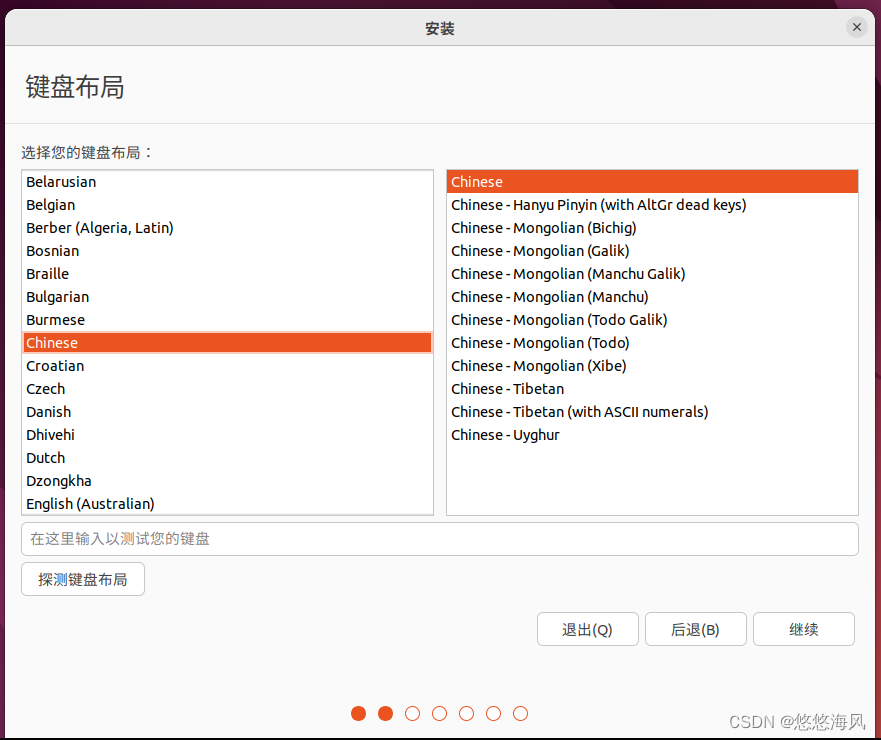 安装
键盘布局
选择您的键盘布局：
Belarusian
Belgian
Berber (Algeria, Latin)
Bosnian
Braille
Bulgarian
Burmese
Chinese
Croatian
Czech
Danish
Dhivehi
Dutch
Dzongkha
English (Australian)
Chinese
Chinese - Hanyu Pinyin (with AltGr dead keys)
Chinese - Mongolian (Bichig)
Chinese - Mongolian (Galik)
Chinese - Mongolian (Manchu Galik)
Chinese - Mongolian (Manchu)
Chinese - Mongolian (Todo Galik)
Chinese - Mongolian (Todo)
Chinese - Mongolian (Xibe)
Chinese - Tibetan
Chinese - Tibetan (with ASCII numerals)
Chinese - Uyghur
在这里输入以测试您的键盘
探测键盘布局
退出(Q) 后退(B) 继续
CSDN @悠悠海风